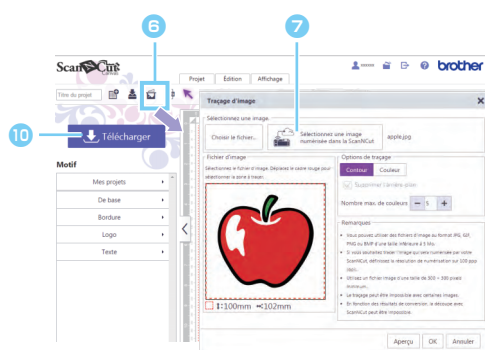 6
7
ScanNCut
CANVAS
brother
Projet
Édition
Affichage
Titre du projet
Traçage d'image
Sélectionnez une image.
Choisir le fichier...
Sélectionnez une image
numérisée dans la ScanNCut
apple.jpg
10
Télécharger
Fichier d'image
Sélectionnez le fichier d'image. Déplacez le cadre rouge pour
sélectionner la zone à tracer.
Options de traçage
Contour
Couleur
Supprimer l'arrière-plan
Nombre max. de couleurs
5
Motif
Mes projets
De base
Bordure
Logo
Texte
Remarques
Vous pouvez utiliser des fichiers d'image au format JPG, GIF,
PNG ou BMP d'une taille inférieure à 3 Mo.
Si vous souhaitez tracer l'image qui sera numérisée par votre
ScanNCut, définissez la résolution de numérisation sur 100 ppp
Utilisez un fichier image d'une taille de 300 × 300 pixels
minimum.
Le traçage peut être impossible avec certaines images.
En fonction des résultats de conversion, la découpe avec
ScanNCut peut être impossible.
100mm
102mm
Aperçu
OK
Annuler